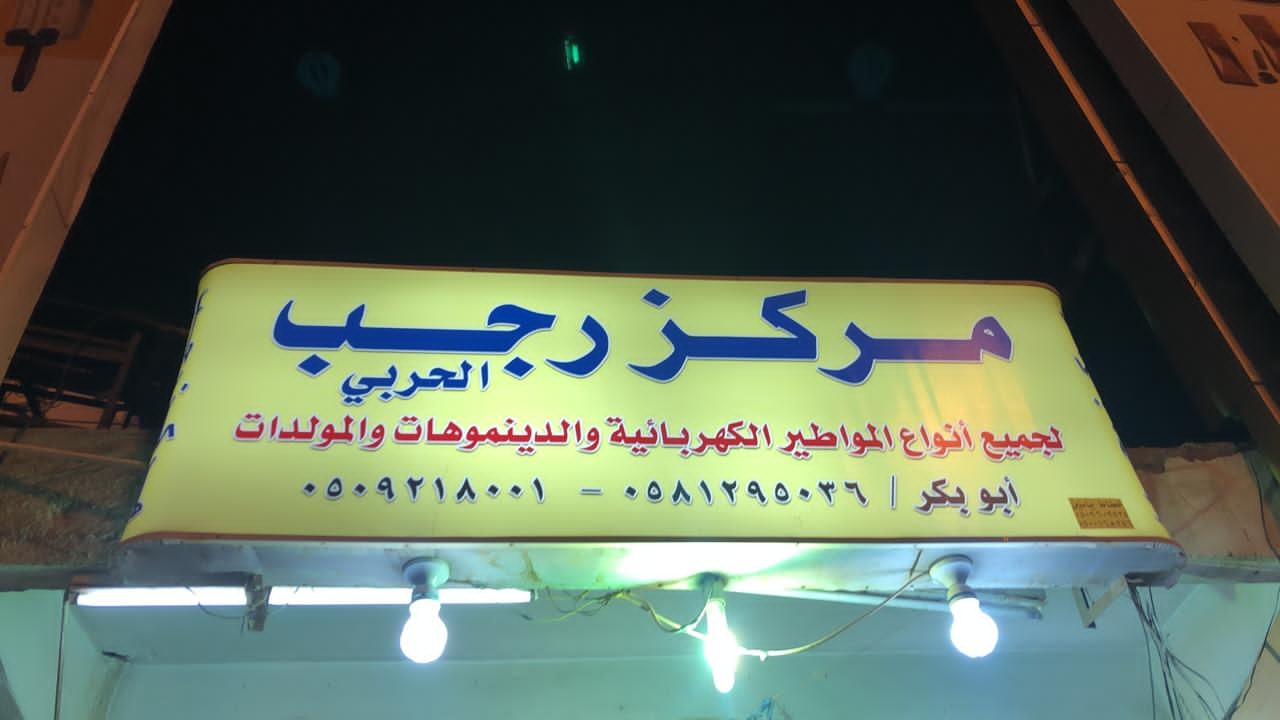 مركز رجب
الحربي
لجميع أنواع المواطير الكهربائية والدينموهات والمولدات
أبو بكر | ٠٥٨١٢٩٥٠٣٦ - ٠٥٠٩٢١٨٠٠١